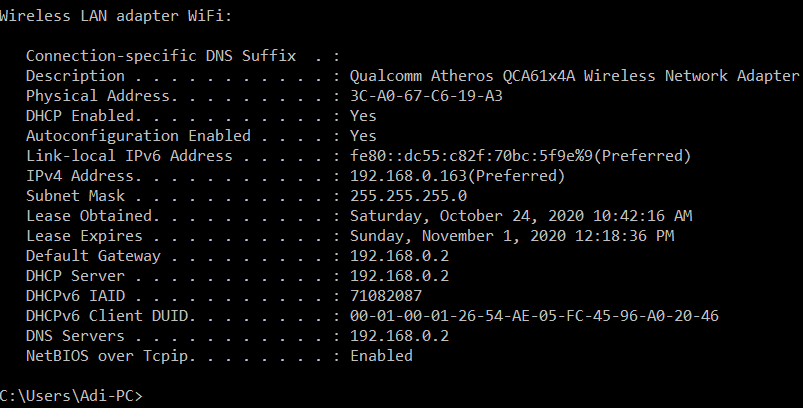 Wireless LAN adapter WiFi:
Connection-specific DNS Suffix  . :
Description . . . . . . . . . . . : Qualcomm Atheros QCA61x4A Wireless Network Adapter
Physical Address. . . . . . . . . : 3C-A0-67-C6-19-A3
DHCP Enabled. . . . . . . . . . . : Yes
Autoconfiguration Enabled . . . . : Yes
Link-local IPv6 Address . . . . . : fe80::dc55:c82f:70bc:5f9e%9(Preferred)
IPv4 Address. . . . . . . . . . . : 192.168.0.163(Preferred)
Subnet Mask . . . . . . . . . . . : 255.255.255.0
Lease Obtained. . . . . . . . . . : Saturday, October 24, 2020 10:42:16 AM
Lease Expires . . . . . . . . . . : Sunday, November 1, 2020 12:18:36 PM
Default Gateway . . . . . . . . . : 192.168.0.2
DHCP Server . . . . . . . . . . . : 192.168.0.2
DHCPv6 IAID . . . . . . . . . . . : 71082087
DHCPv6 Client DUID. . . . . . . . : 00-01-00-01-26-54-AE-05-FC-45-96-A0-20-46
DNS Servers . . . . . . . . . . . : 192.168.0.2
NetBIOS over Tcpip. . . . . . . . : Enabled
C:\Users\Adi-PC>